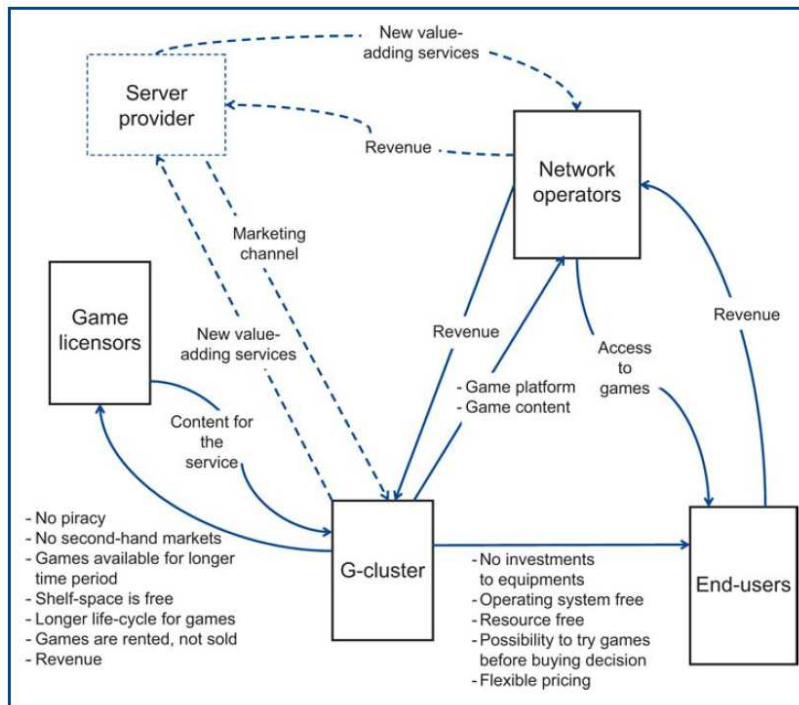 New value-
adding services
Server
provider
Revenue
Network
operators
Marketing
channel
Game
licensors
New value-
adding services
Revenue
Revenue
Access
to
games
- Game platform
- Game content
Content for
the
service
- No piracy
- No second-hand markets
- Games available for longer
time period
- Shelf-space is free
- Longer life-cycle for games
- Games are rented, not sold
- Revenue
G-cluster
- No investments
to equipments
- Operating system free
- Resource free
- Possibility to try games
before buying decision
- Flexible pricing
End-users